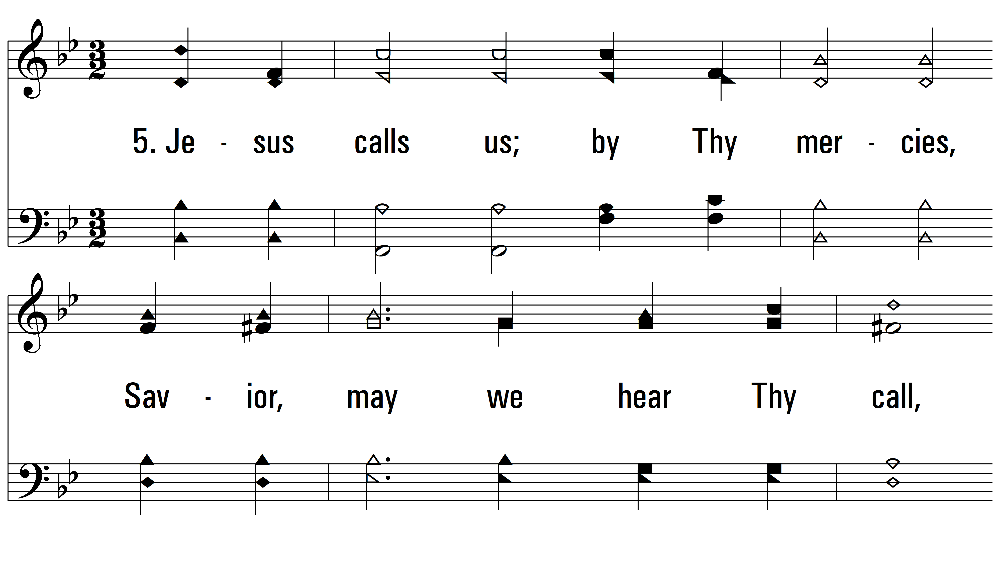 5. Je - sus calls us; by Thy mer - cies,
Sav - ior, may we hear Thy call,